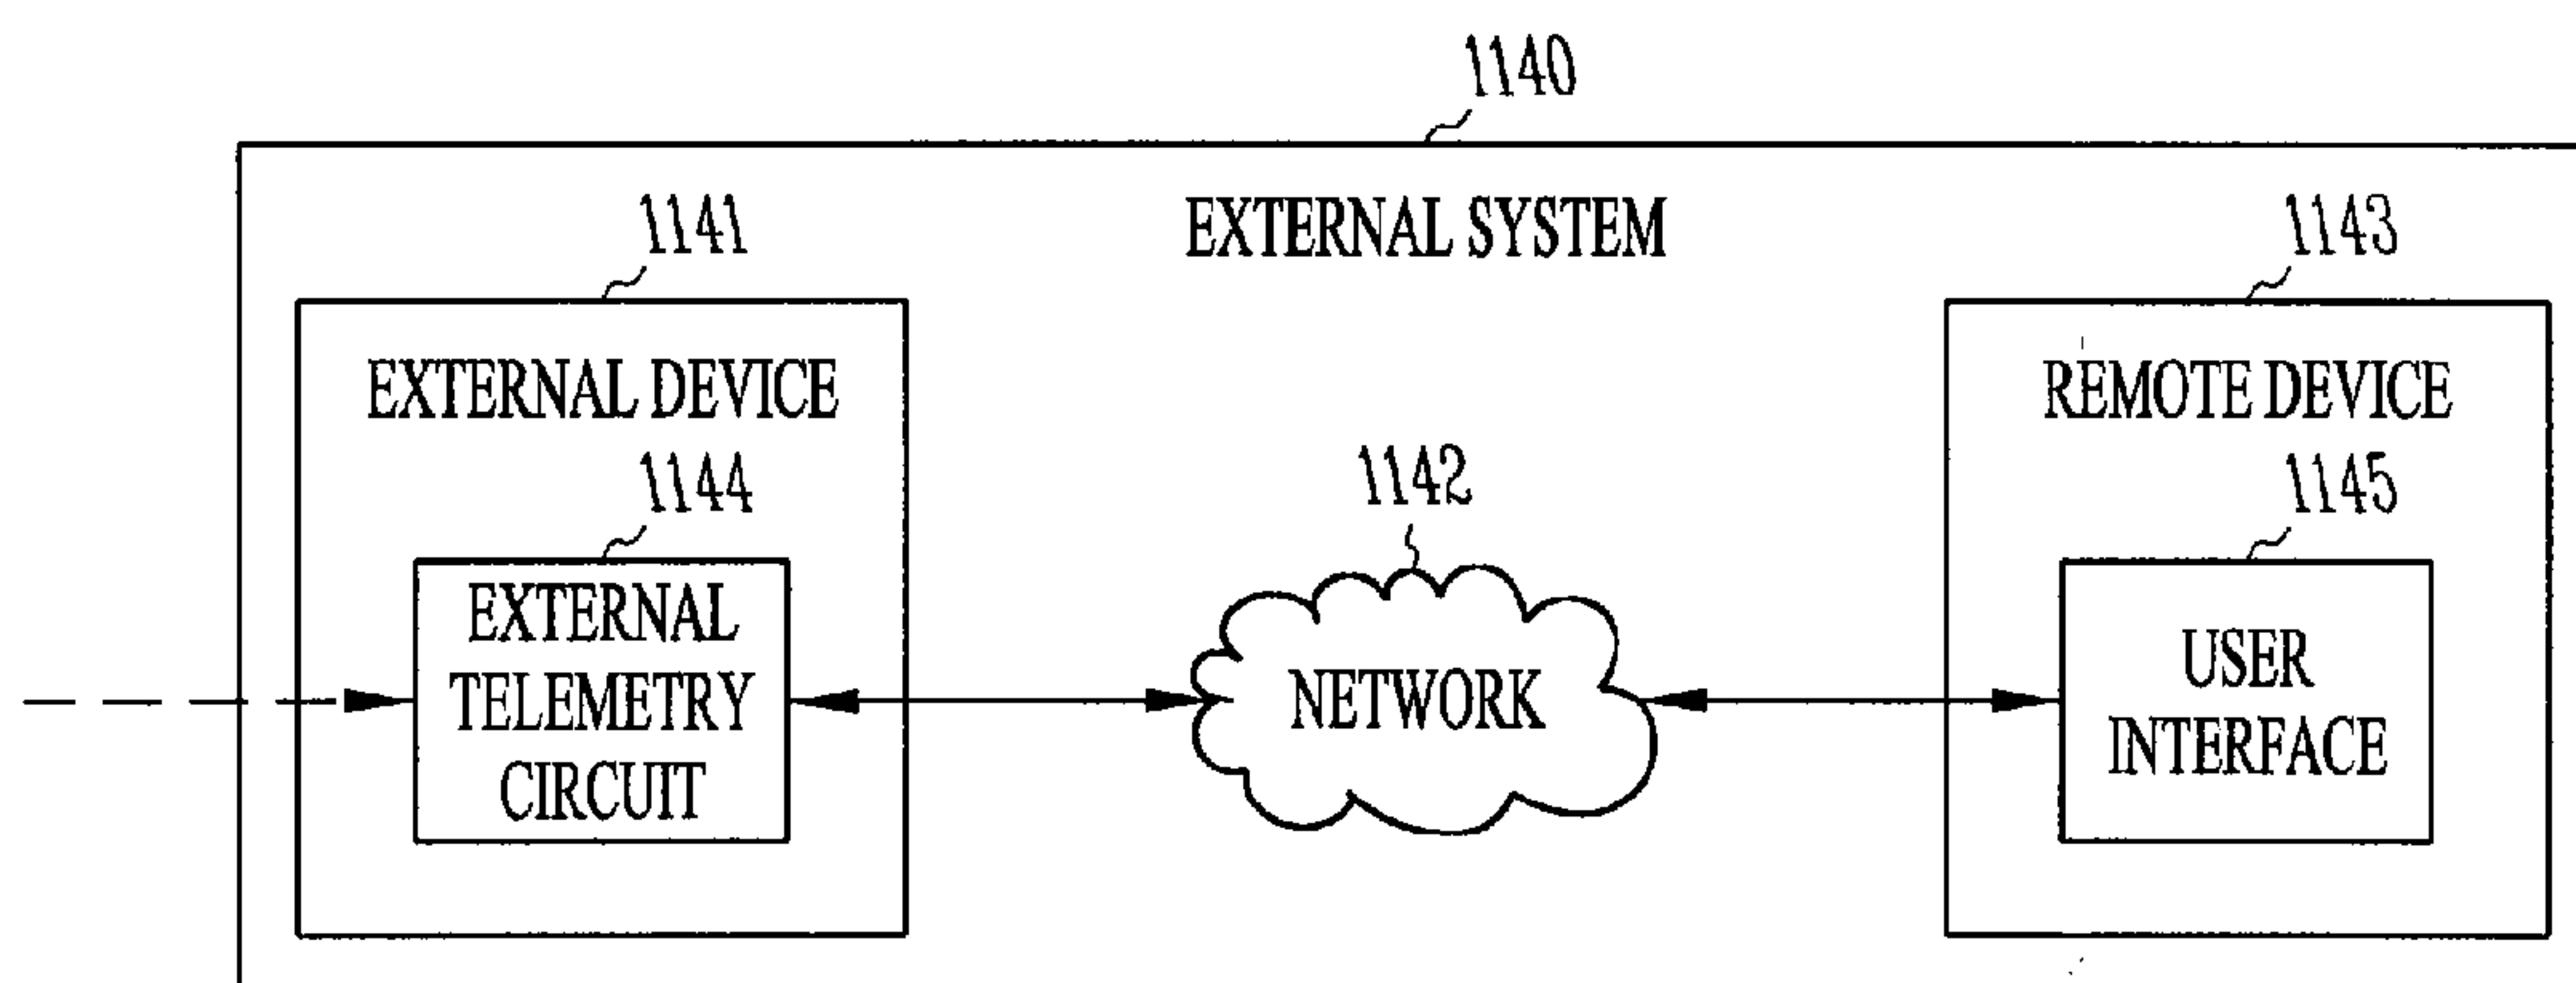 1140
EXTERNAL SYSTEM
1141
EXTERNAL DEVICE
1144
EXTERNAL
TELEMETRY
CIRCUIT
1142
NETWORK
1143
REMOTE DEVICE
1145
USER
INTERFACE